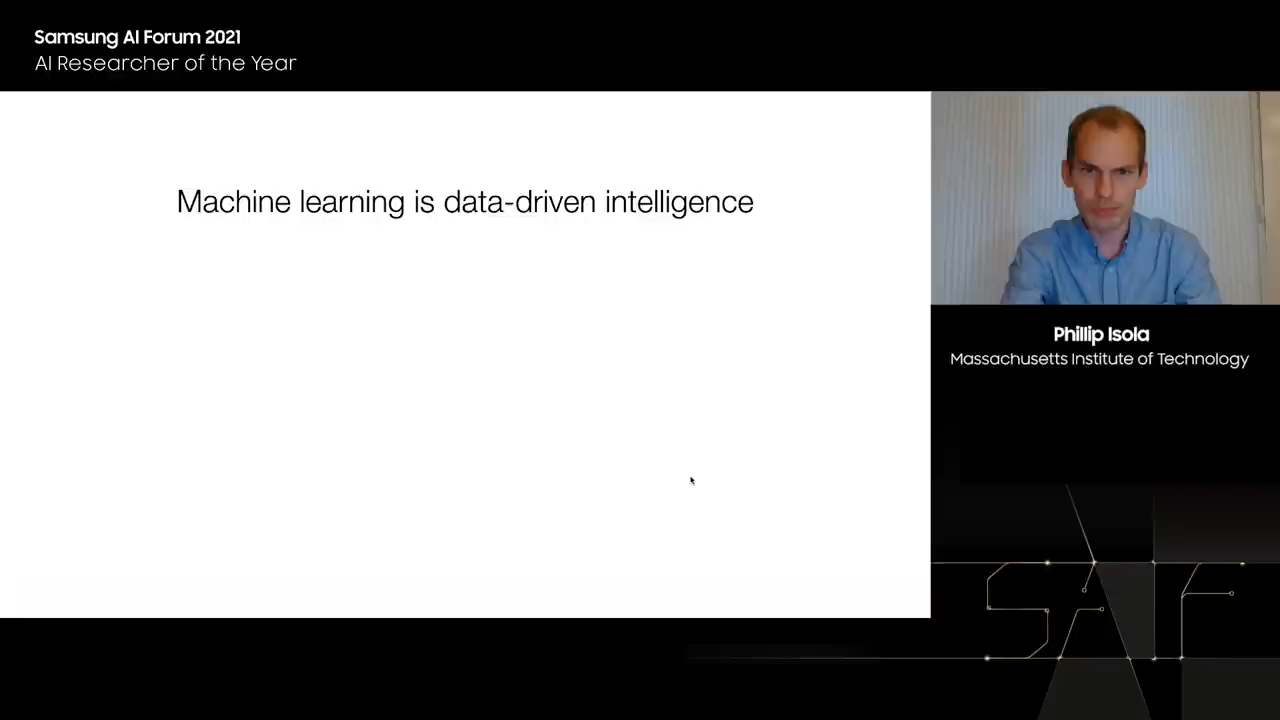 Samsung AI Forum 2021
AI Researcher of the Year
Machine learning is data-driven intelligence
Phillip Isola
Massachusetts Institute of Technology
SAIF